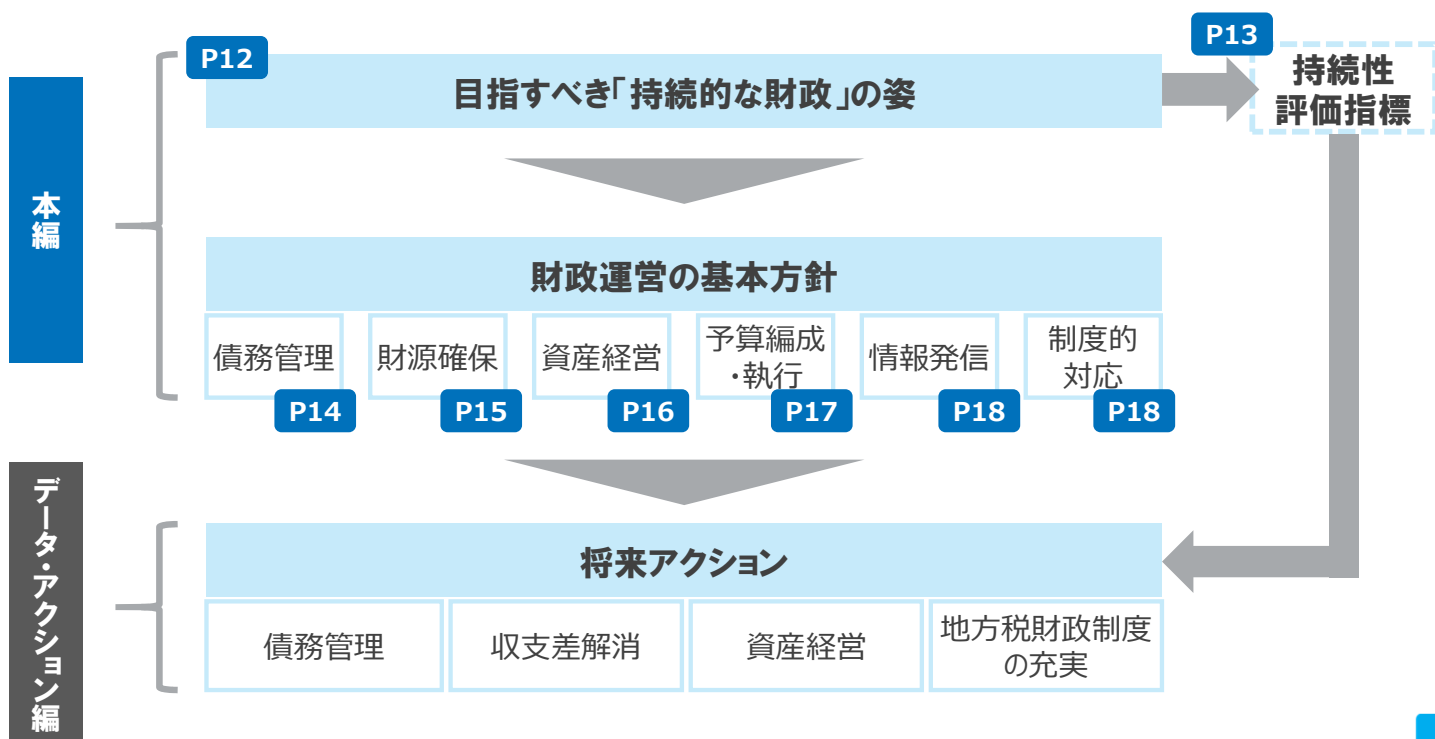 P12
目指すべき「持続的な財政」の姿
P13
持続性
評価指標
本編
財政運営の基本方針
債務管理
P14
財源確保
P15
資産経営
P16
予算編成
・執行
P17
情報発信
P18
制度的
対応
P18
データ・アクション編
将来アクション
債務管理
収支差解消
資産経営
地方税財政制度
の充実